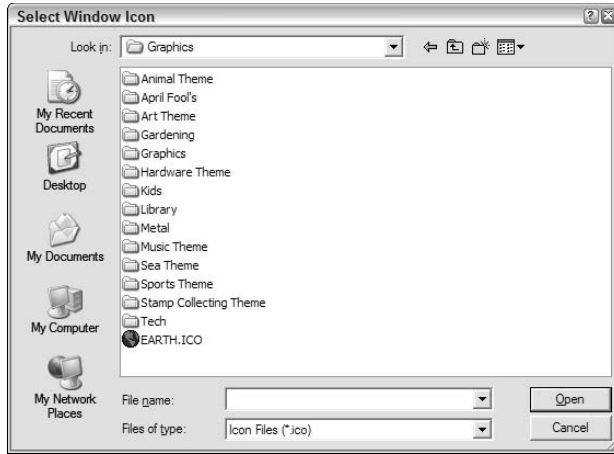 Select Window Icon
Look in:
Graphics
My Recent
Documents
Desktop
My Documents
My Computer
My Network
Places
Animal Theme
April Fool's
Art Theme
Gardening
Graphics
Hardware Theme
Kids
Library
Metal
Music Theme
Sea Theme
Sports Theme
Stamp Collecting Theme
Tech
EARTH.ICO
File name:
Open
Files of type:
Icon Files (*.ico)
Cancel